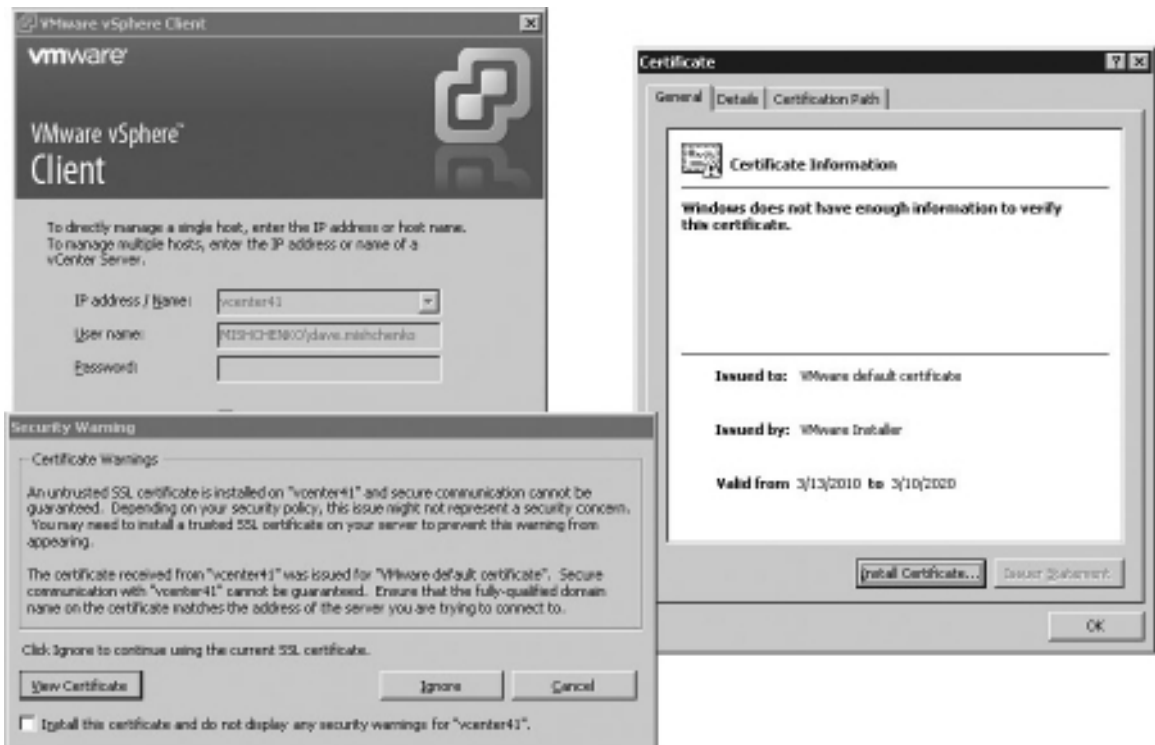 VMware vSphere Client
vmware
VMware vSphere™
Client
To directly manage a single host, enter the IP address or host name.
To manage multiple hosts, enter the IP address or name of a
vCenter Server.
IP address / Name:
vcenter41
User name:
MISHCHENKO\dave.mishchenko
Password:
Security Warning
Certificate Warnings
An untrusted SSL certificate is installed on "vcenter41" and secure communication cannot be
guaranteed. Depending on your security policy, this issue might not represent a security concern.
You may need to install a trusted SSL certificate on your server to prevent this warning from
appearing.
The certificate received from "vcenter41" was issued for "VMware default certificate". Secure
communication with "vcenter41" cannot be guaranteed. Ensure that the fully-qualified domain
name on the certificate matches the address of the server you are trying to connect to.
Click Ignore to continue using the current SSL certificate.
View Certificate
Ignore
Cancel
Install this certificate and do not display any security warnings for "vcenter41".
Certificate
General
Details
Certification Path
Certificate Information
Windows does not have enough information to verify
this certificate.
Issued to: VMware default certificate
Issued by: VMware Installer
Valid from 3/13/2010 to 3/10/2020
Install Certificate...
Issuer Statement
OK